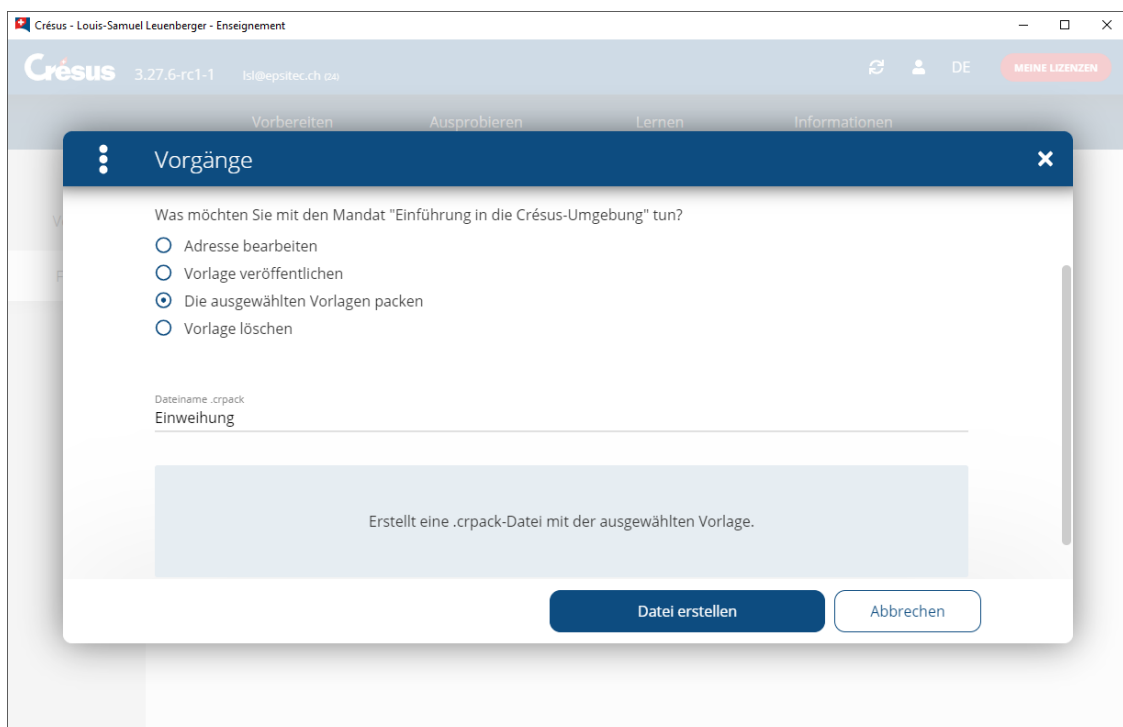 Crésus - Louis-Samuel Leuenberger - Enseignement
Crésus 3.27.6-rc1-1 lsl@epsitec.ch (24) DE MEINE LIZENZEN
Vorbereiten Ausprobieren Lernen Informationen
Vorgänge
Was möchten Sie mit den Mandat "Einführung in die Crésus-Umgebung" tun?
Adresse bearbeiten
Vorlage veröffentlichen
Die ausgewählten Vorlagen packen
Vorlage löschen
Dateiname .crpack
Einweihung
Erstellt eine .crpack-Datei mit der ausgewählten Vorlage.
Datei erstellen Abbrechen